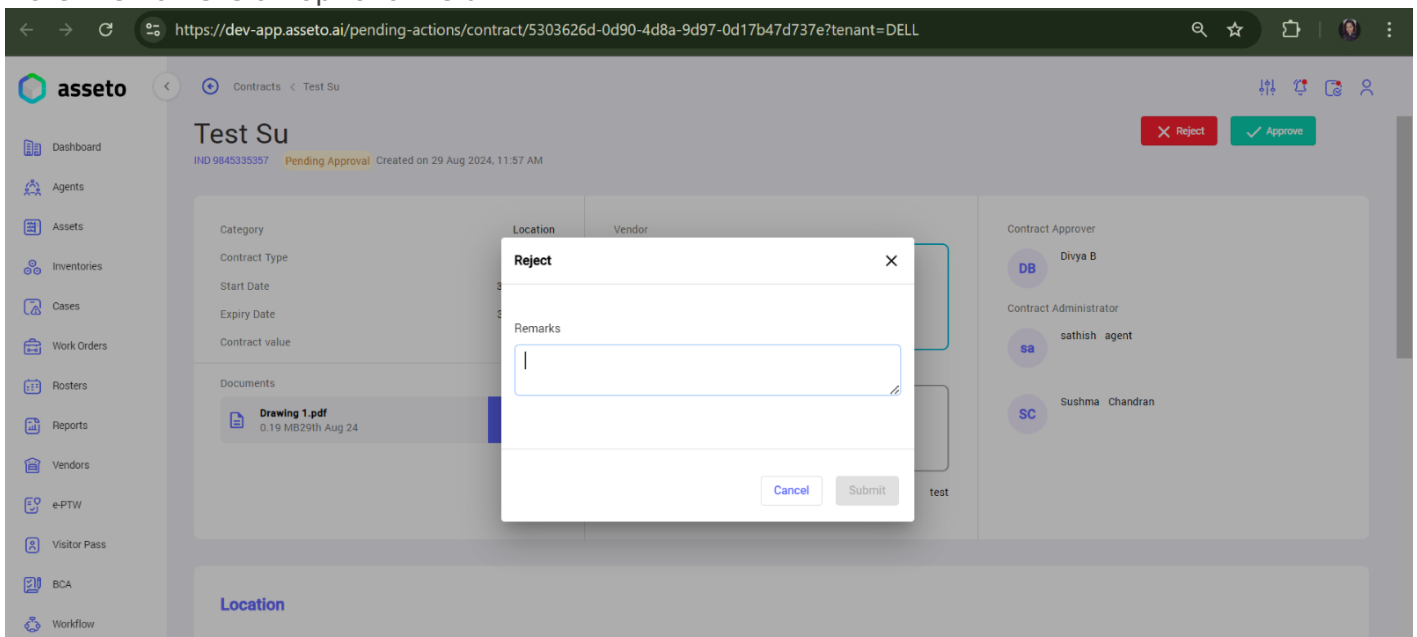 https://dev-app.asseto.ai/pending-actions/contract/5303626d-0d90-4d8a-9d97-0d17b47d737e?tenant=DELL
asseto
Contracts < Test Su
Test Su
Reject
Approve
IND 9845335357 Pending Approval Created on 29 Aug 2024, 11:57 AM
Dashboard
Agents
Assets
Inventories
Cases
Work Orders
Rosters
Reports
Vendors
e-PTW
Visitor Pass
BCA
Workflow
Category
Location
Contract Type
Start Date
3
Expiry Date
3
Contract value
Documents
Drawing 1.pdf
0.19 MB29th Aug 24
Vendor
test
Reject
Remarks
Cancel
Submit
Contract Approver
DB
Divya B
Contract Administrator
sa
sathish agent
SC
Sushma Chandran
Location